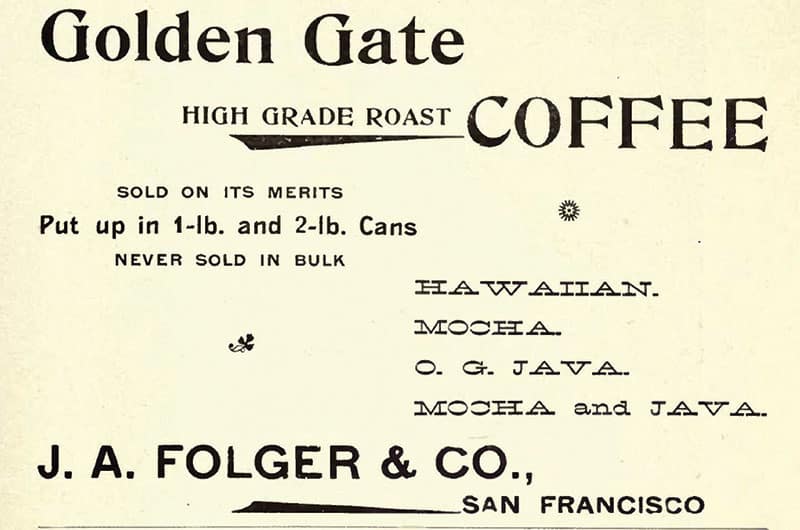 Golden Gate
HIGH GRADE ROAST COFFEE
SOLD ON ITS MERITS
Put up in 1-lb. and 2-lb. Cans
NEVER SOLD IN BULK
HAWAIIAN.
MOCHA.
O. G. JAVA.
MOCHA and JAVA.
J. A. FOLGER & CO.,
SAN FRANCISCO